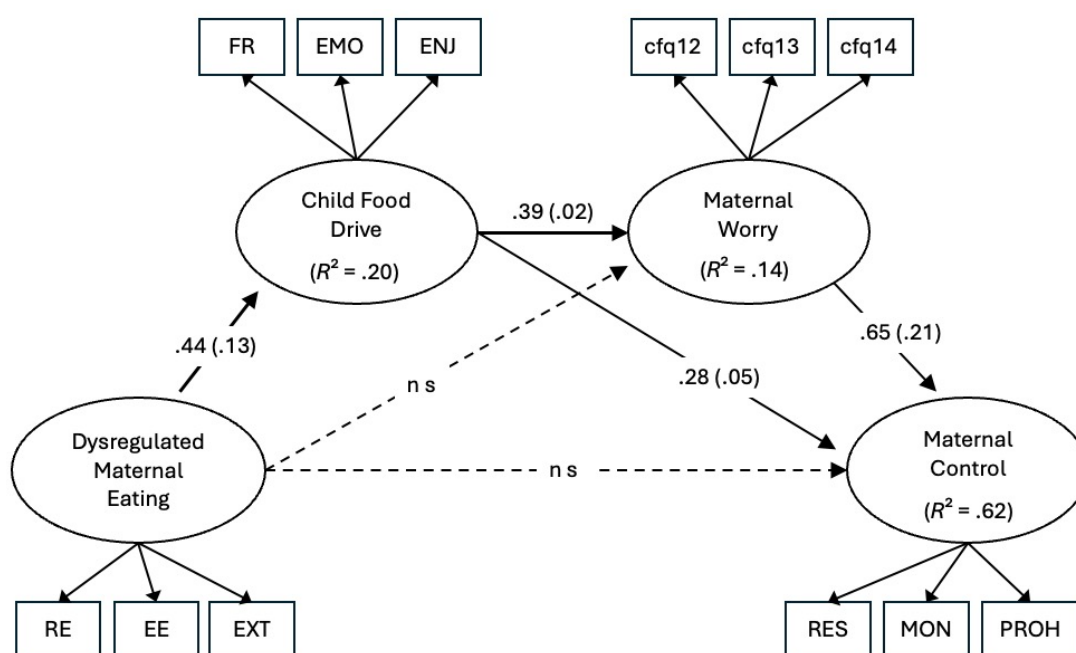 FR EMO ENJ cfq12 cfq13 cfq14
Child Food
Drive
(R² = .20)
.39 (.02)
Maternal
Worry
(R² = .14)
.44 (.13)
n s
.28 (.05)
.65 (.21)
Dysregulated
Maternal
Eating
n s
Maternal
Control
(R² = .62)
RE EE EXT RES MON PROH